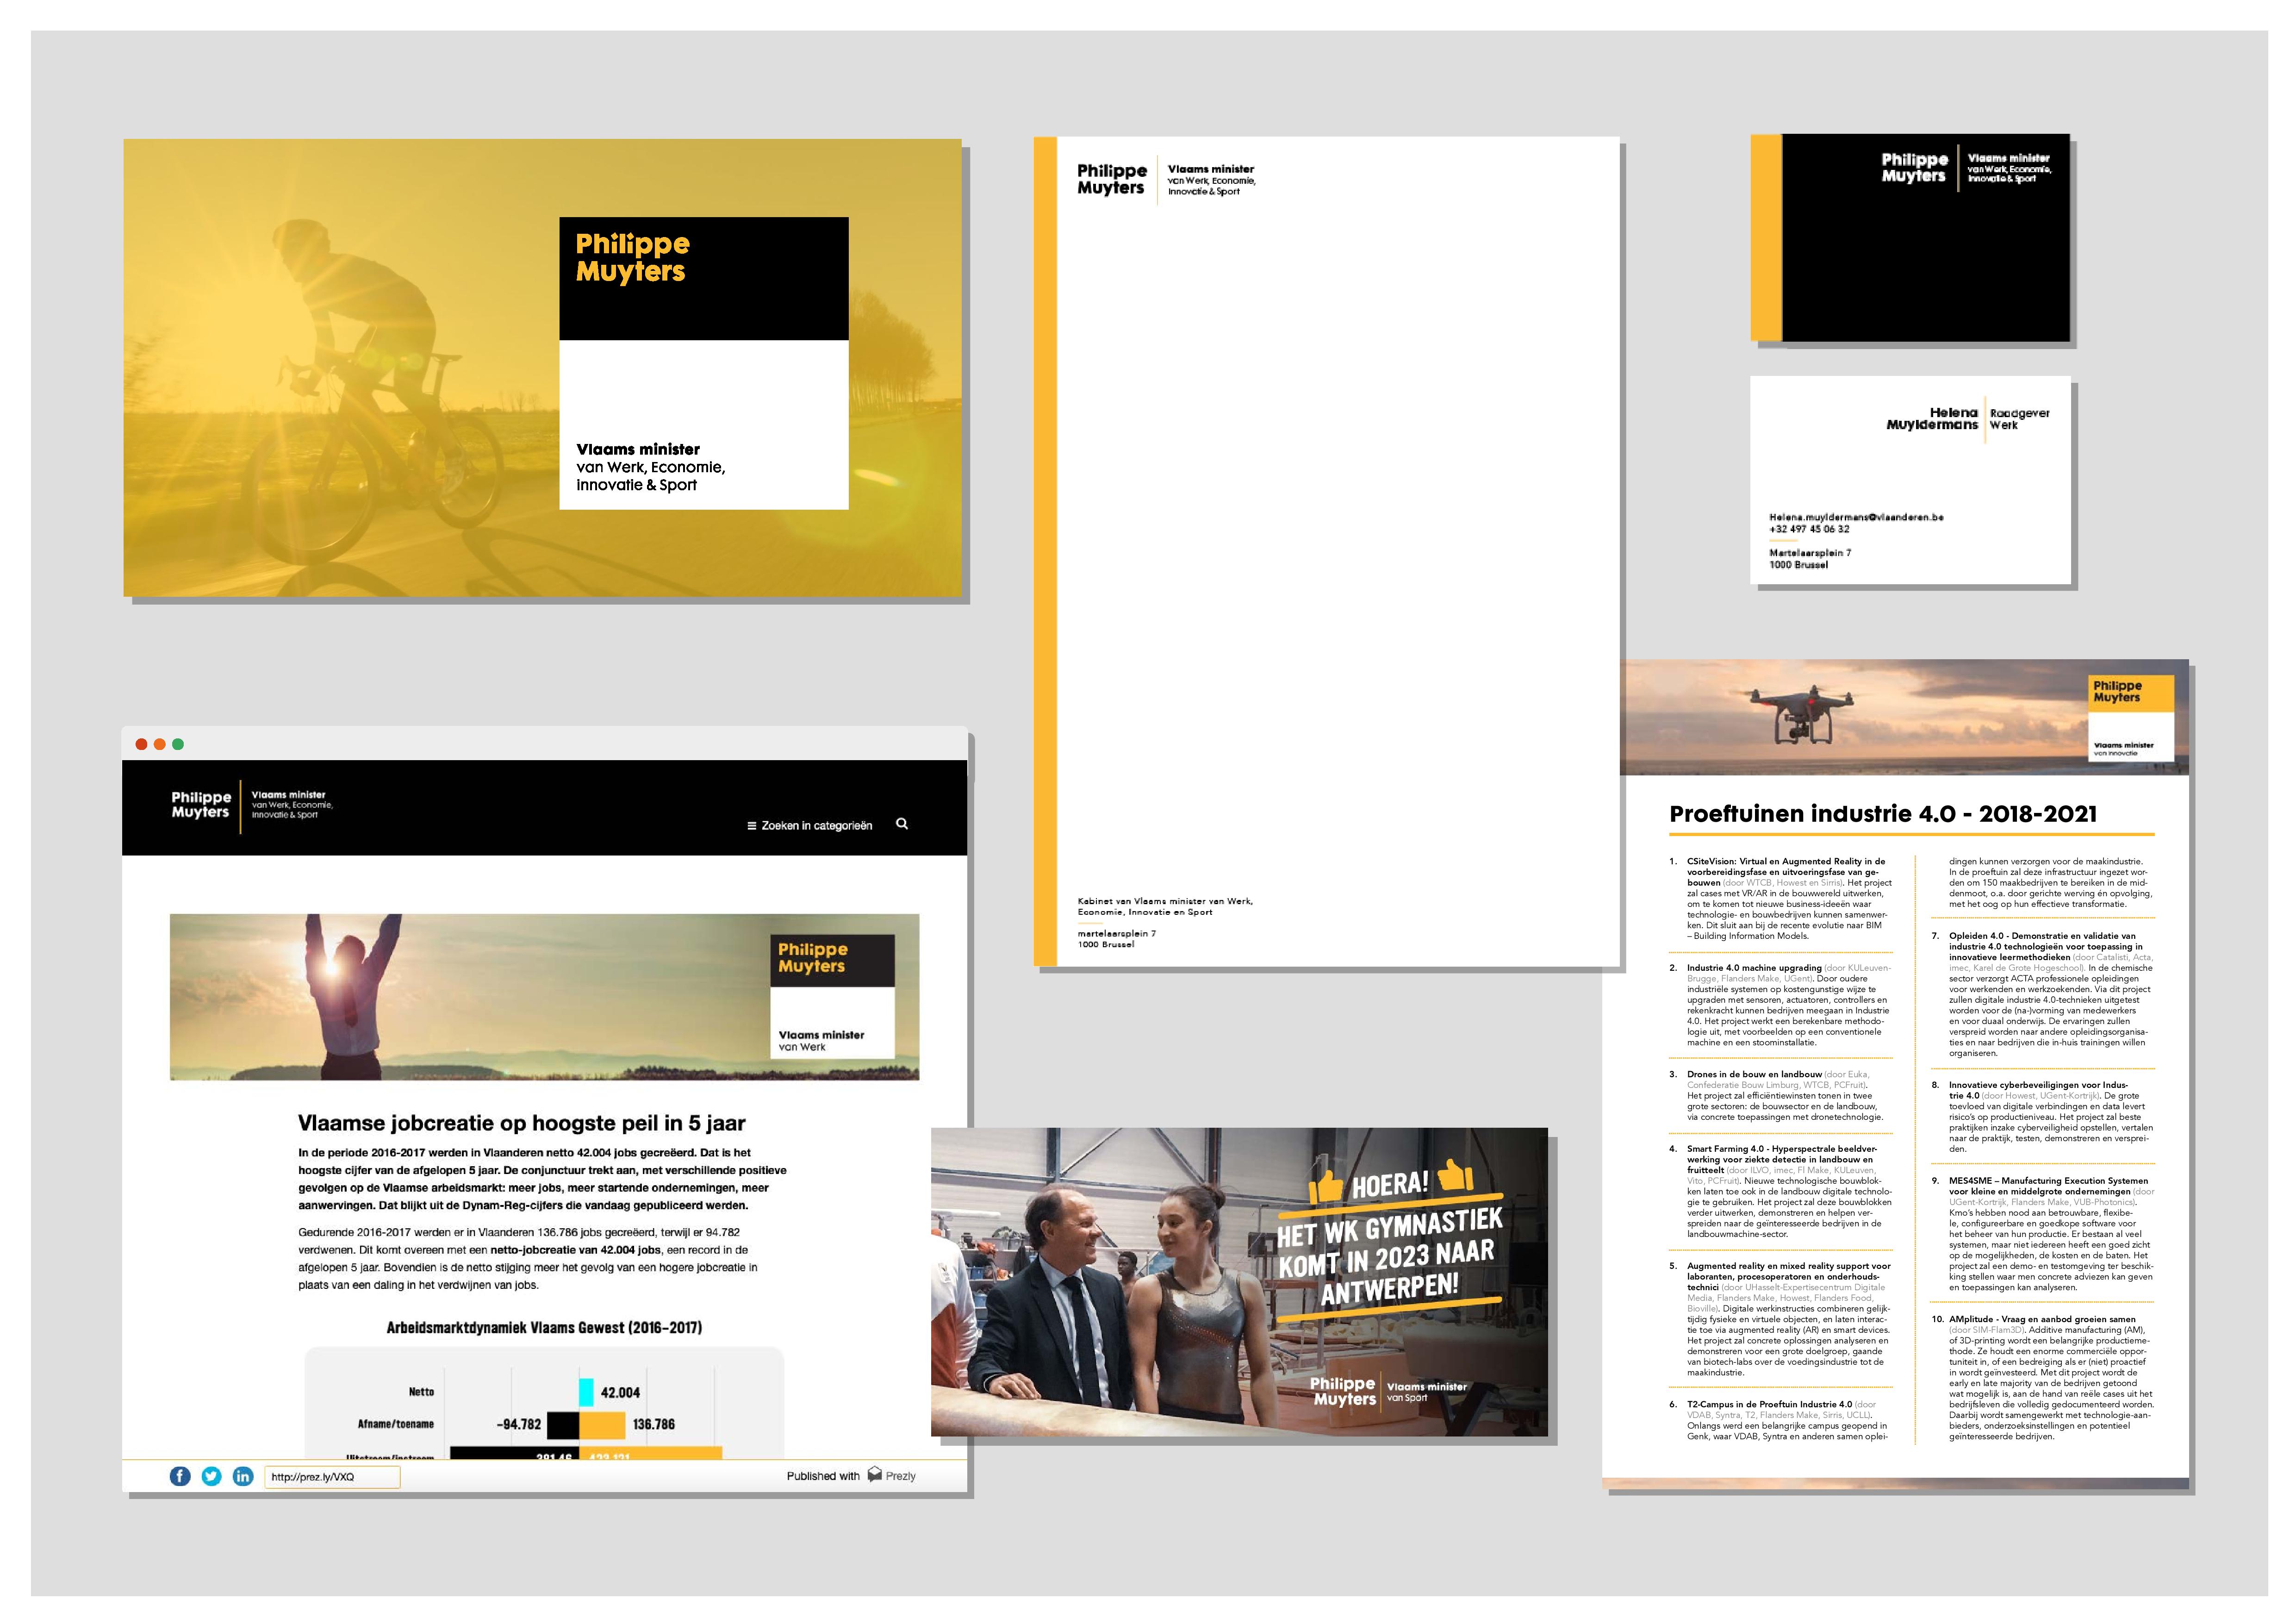 Philippe
Muyters
Vlaams minister
van Werk, Economie,
innovatie & Sport
Philippe
Muyters
Vlaams minister
van Werk, Economie,
Innovatie & Sport
Kabinet van Vlaams minister van Werk,
Economie, Innovatie en Sport
martelaarsplein 7
1000 Brussel
Philippe
Muyters
Vlaams minister
van Werk, Economie,
Innovatie & Sport
Helena
Muyldermans
Raadgever
Werk
Helena.muyldermans@vlaanderen.be
+32 497 45 06 32
Martelaarsplein 7
1000 Brussel
Philippe
Muyters
Vlaams minister
van Werk, Economie,
Innovatie & Sport
Zoeken in categorieën
Philippe
Muyters
Vlaams minister
van Werk
Vlaamse jobcreatie op hoogste peil in 5 jaar
In de periode 2016-2017 werden in Vlaanderen netto 42.004 jobs gecreëerd. Dat is het
hoogste cijfer van de afgelopen 5 jaar. De conjunctuur trekt aan, met verschillende positieve
gevolgen op de Vlaamse arbeidsmarkt: meer jobs, meer startende ondernemingen, meer
aanwervingen. Dat blijkt uit de Dynam-Reg-cijfers die vandaag gepubliceerd werden.
Gedurende 2016-2017 werden er in Vlaanderen 136.786 jobs gecreëerd, terwijl er 94.782
verdwenen. Dit komt overeen met een netto-jobcreatie van 42.004 jobs, een record in de
afgelopen 5 jaar. Bovendien is de netto stijging meer het gevolg van een hogere jobcreatie in
plaats van een daling in het verdwijnen van jobs.
Arbeidsmarktdynamiek Vlaams Gewest (2016–2017)
Netto
42.004
Afname/toename
–94.782
136.786
http://prez.ly/VXQ
Published with Prezly
HOERA!
HET WK GYMNASTIEK
KOMT IN 2023 NAAR
ANTWERPEN!
Philippe
Muyters
Vlaams minister
van Sport
Philippe
Muyters
Vlaams minister
van Innovatie
Proeftuinen industrie 4.0 - 2018-2021
1. CSiteVision: Virtual en Augmented Reality in de
voorbereidingsfase en uitvoeringsfase van ge-
bouwen (door WTCB, Howest en Sirris). Het project
zal cases met VR/AR in de bouwwereld uitwerken,
om te komen tot nieuwe business-ideeën waar
technologie- en bouwbedrijven kunnen samenwer-
ken. Dit sluit aan bij de recente evolutie naar BIM
– Building Information Models.
2. Industrie 4.0 machine upgrading (door KULeuven-
Brugge, Flanders Make, UGent). Door oudere
industriële systemen op kostengunstige wijze te
upgraden met sensoren, actuatoren, controllers en
rekenkracht kunnen bedrijven meegaan in Industrie
4.0. Het project werkt een berekenbare methodo-
logie uit, met voorbeelden op een conventionele
machine en een stoominstallatie.
3. Drones in de bouw en landbouw (door Euka,
Confederatie Bouw Limburg, WTCB, PCFruit).
Het project zal efficiëntiewinsten tonen in twee
grote sectoren: de bouwsector en de landbouw,
via concrete toepassingen met dronetechnologie.
4. Smart Farming 4.0 - Hyperspectrale beeldver-
werking voor ziekte detectie in landbouw en
fruitteelt (door ILVO, imec, Fl Make, KULeuven,
Vito, PCFruit). Nieuwe technologische bouwblok-
ken laten toe ook in de landbouw digitale technolo-
gie te gebruiken. Het project zal deze bouwblokken
verder uitwerken, demonstreren en helpen ver-
spreiden naar de geïnteresseerde bedrijven in de
landbouwmachine-sector.
5. Augmented reality en mixed reality support voor
laboranten, procesoperatoren en onderhouds-
technici (door UHasselt-Expertisecentrum Digitale
Media, Flanders Make, Howest, Flanders Food,
Bioville). Digitale werkinstructies combineren gelijk-
tijdig fysieke en virtuele objecten, en laten interac-
tie toe via augmented reality (AR) en smart devices.
Het project zal concrete oplossingen analyseren en
demonstreren voor een grote doelgroep, gaande
van biotech-labs over de voedingsindustrie tot de
maakindustrie.
6. T2-Campus in de Proeftuin Industrie 4.0 (door
VDAB, Syntra, T2, Flanders Make, Sirris, UCLL).
Onlangs werd een belangrijke campus geopend in
Genk, waar VDAB, Syntra en anderen samen oplei-
dingen kunnen verzorgen voor de maakindustrie.
In de proeftuin zal deze infrastructuur ingezet wor-
den om 150 maakbedrijven te bereiken in de mid-
denmoot, o.a. door gerichte werving én opvolging,
met het oog op hun effectieve transformatie.
7. Opleiden 4.0 - Demonstratie en validatie van
industrie 4.0 technologieën voor toepassing in
innovatieve leermethodieken (door Catalisti, Acta,
imec, Karel de Grote Hogeschool). In de chemische
sector verzorgt ACTA professionele opleidingen
voor werkenden en werkzoekenden. Via dit project
zullen digitale industrie 4.0-technieken uitgetest
worden voor de (na-)vorming van medewerkers
en voor duaal onderwijs. De ervaringen zullen
verspreid worden naar andere opleidingsorganisa-
ties en naar bedrijven die in-huis trainingen willen
organiseren.
8. Innovatieve cyberbeveiligingen voor Indus-
trie 4.0 (door Howest, UGent-Kortrijk). De grote
toevloed van digitale verbindingen en data levert
risico's op productieniveau. Het project zal beste
praktijken inzake cyberveiligheid opstellen, vertalen
naar de praktijk, testen, demonstreren en versprei-
den.
9. MES4SME – Manufacturing Execution Systemen
voor kleine en middelgrote ondernemingen (door
UGent-Kortrijk, Flanders Make, VUB-Photonics).
Kmo's hebben nood aan betrouwbare, flexibe-
le, configureerbare en goedkope software voor
het beheer van hun productie. Er bestaan al veel
systemen, maar niet iedereen heeft een goed zicht
op de mogelijkheden, de kosten en de baten. Het
project zal een demo- en testomgeving ter beschik-
king stellen waar men concrete adviezen kan geven
en toepassingen kan analyseren.
10. AMplitude - Vraag en aanbod groeien samen
(door SIM-Flam3D). Additive manufacturing (AM),
of 3D-printing wordt een belangrijke productieme-
thode. Ze houdt een enorme commerciële oppor-
tuniteit in, of een bedreiging als er (niet) proactief
in wordt geïnvesteerd. Met dit project wordt de
early en late majority van de bedrijven getoond
wat mogelijk is, aan de hand van reële cases uit het
bedrijfsleven die volledig gedocumenteerd worden.
Daarbij wordt samengewerkt met technologie-aan-
bieders, onderzoeksinstellingen en potentieel
geïnteresseerde bedrijven.